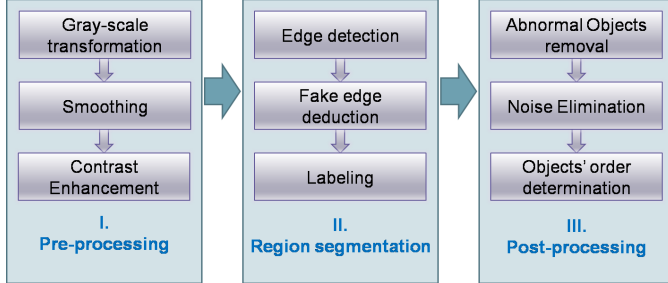 Gray-scale
transformation
Smoothing
Contrast
Enhancement
I.
Pre-processing
Edge detection
Fake edge
deduction
Labeling
II.
Region segmentation
Abnormal Objects
removal
Noise Elimination
Objects' order
determination
III.
Post-processing